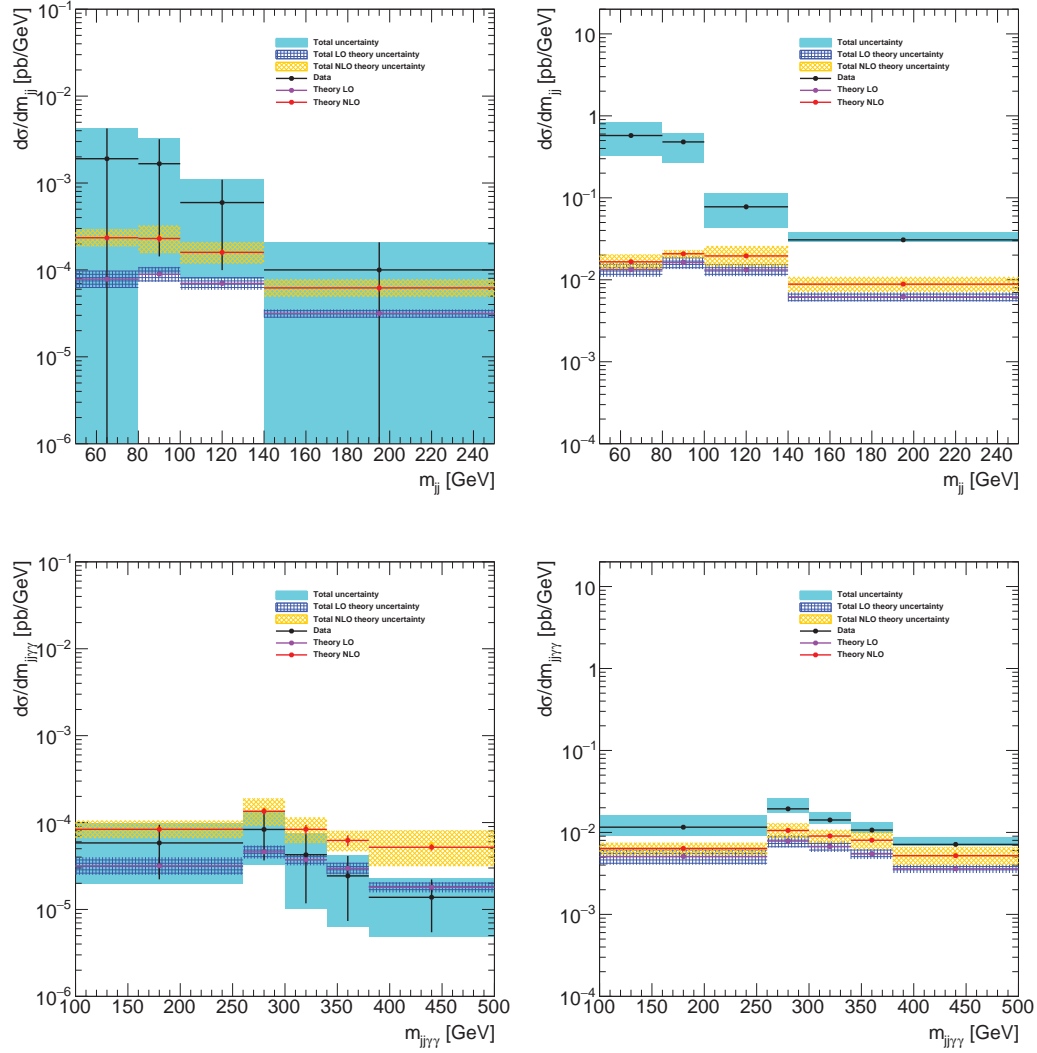 dσ/dm_jj [pb/GeV]
10⁻¹
10⁻²
10⁻³
10⁻⁴
10⁻⁵
10⁻⁶
Total uncertainty
Total LO theory uncertainty
Total NLO theory uncertainty
Data
Theory LO
Theory NLO
60 80 100 120 140 160 180 200 220 240
m_jj [GeV]
dσ/dm_jj [pb/GeV]
10
1
10⁻¹
10⁻²
10⁻³
10⁻⁴
Total uncertainty
Total LO theory uncertainty
Total NLO theory uncertainty
Data
Theory LO
Theory NLO
60 80 100 120 140 160 180 200 220 240
m_jj [GeV]
dσ/dm_jjγγ [pb/GeV]
10⁻¹
10⁻²
10⁻³
10⁻⁴
10⁻⁵
10⁻⁶
Total uncertainty
Total LO theory uncertainty
Total NLO theory uncertainty
Data
Theory LO
Theory NLO
100 150 200 250 300 350 400 450 500
m_jjγγ [GeV]
dσ/dm_jjγγ [pb/GeV]
10
1
10⁻¹
10⁻²
10⁻³
10⁻⁴
Total uncertainty
Total LO theory uncertainty
Total NLO theory uncertainty
Data
Theory LO
Theory NLO
100 150 200 250 300 350 400 450 500
m_jjγγ [GeV]